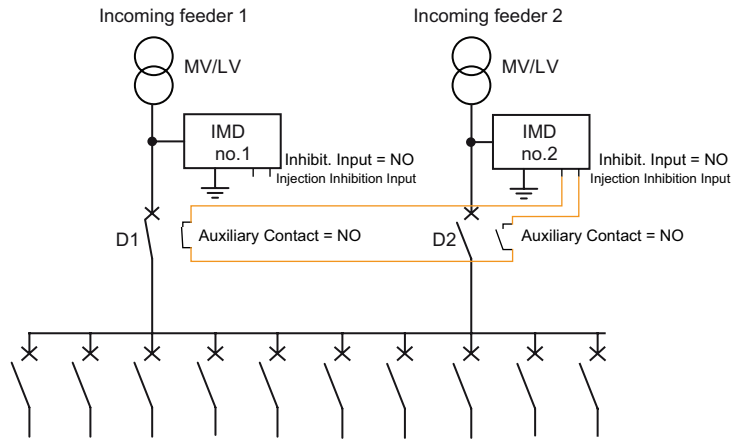 Incoming feeder 1
Incoming feeder 2
MV/LV
MV/LV
IMD
no.1
Inhibit. Input = NO
Injection Inhibition Input
IMD
no.2
Inhibit. Input = NO
Injection Inhibition Input
D1
Auxiliary Contact = NO
D2
Auxiliary Contact = NO